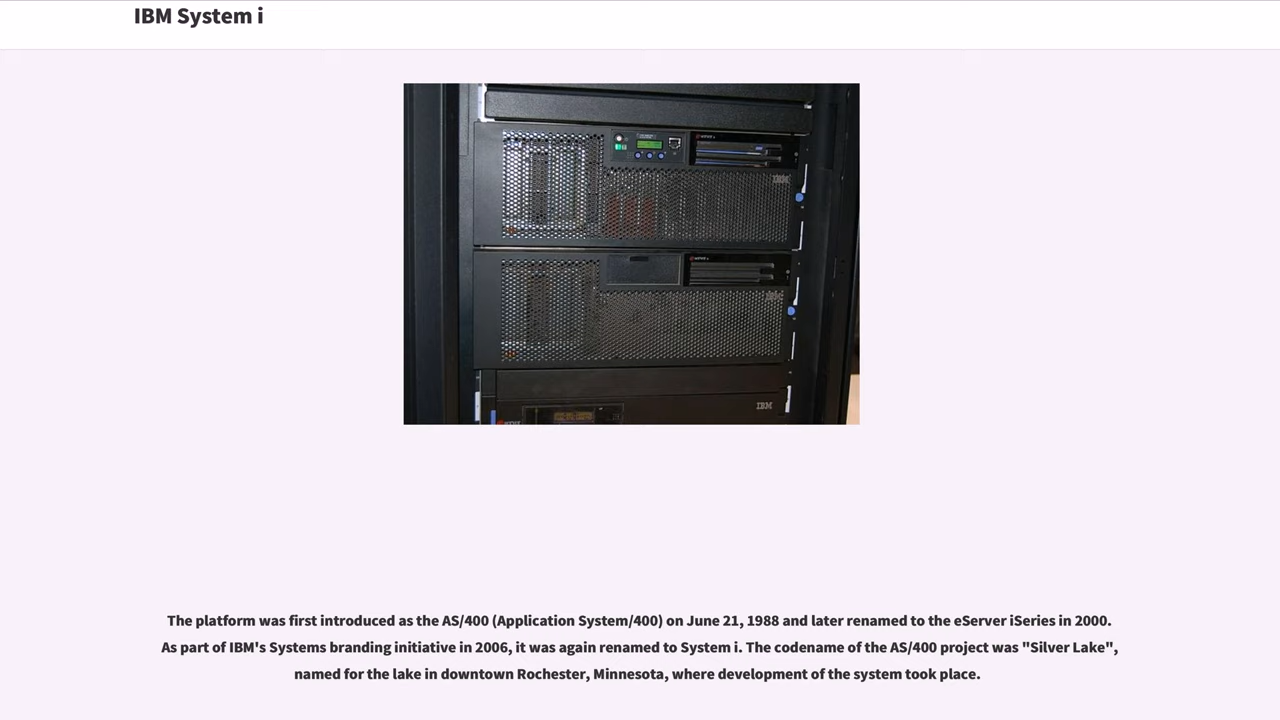 IBM System i
IBM
IBM
IBM
The platform was first introduced as the AS/400 (Application System/400) on June 21, 1988 and later renamed to the eServer iSeries in 2000.
As part of IBM's Systems branding initiative in 2006, it was again renamed to System i. The codename of the AS/400 project was "Silver Lake",
named for the lake in downtown Rochester, Minnesota, where development of the system took place.